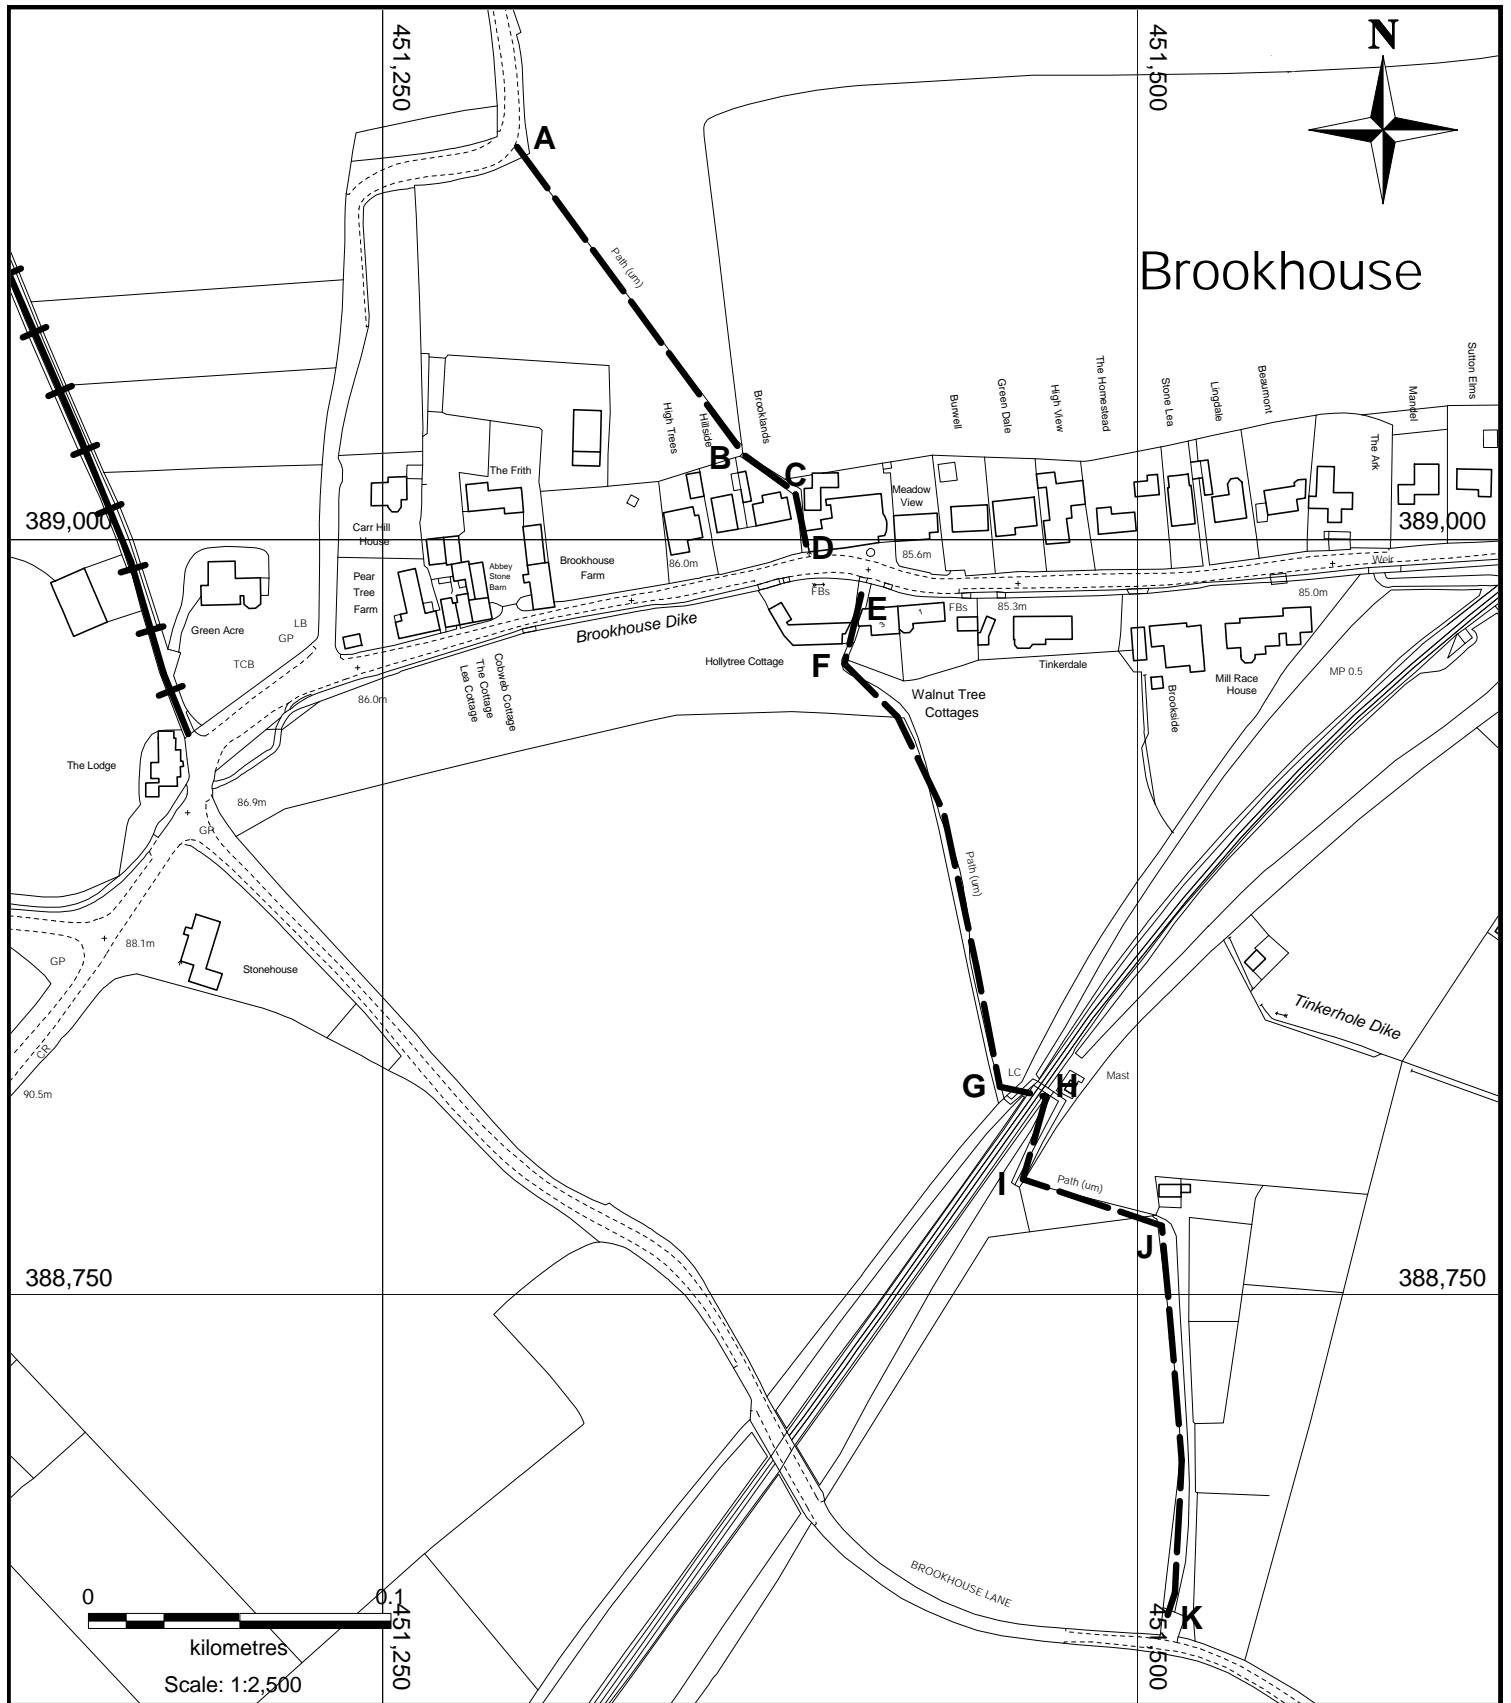 451,250
451,500
N
A
Brookhouse
Path (um)
High Trees
Hillside
Brooklands
Burwell
Green Dale
High View
The Homestead
Stone Lea
Lingdale
Beaumont
Mandel
Sutton Elms
The Ark
B
C
The Frith
Meadow
View
389,000
389,000
Carr Hill
House
D
85.6m
Weir
86.0m
Brookhouse
Farm
Abbey
Stone
Barn
Pear
Tree
Farm
FBs
E
1
3
FBs
85.3m
85.0m
Brookhouse Dike
Green Acre
LB
GP
TCB
Hollytree Cottage
F
Tinkerdale
Mill Race
House
MP 0.5
Brookside
Walnut Tree
Cottages
86.0m
Lea Cottage
The Cottage
Cobweb Cottage
The Lodge
86.9m
GP
Path (um)
88.1m
GP
Stonehouse
Tinkerhole Dike
CR
90.5m
G
LC
H
Mast
I
Path (um)
J
388,750
388,750
BROOKHOUSE LANE
0
0.1
kilometres
Scale: 1:2,500
451,250
451,500
K